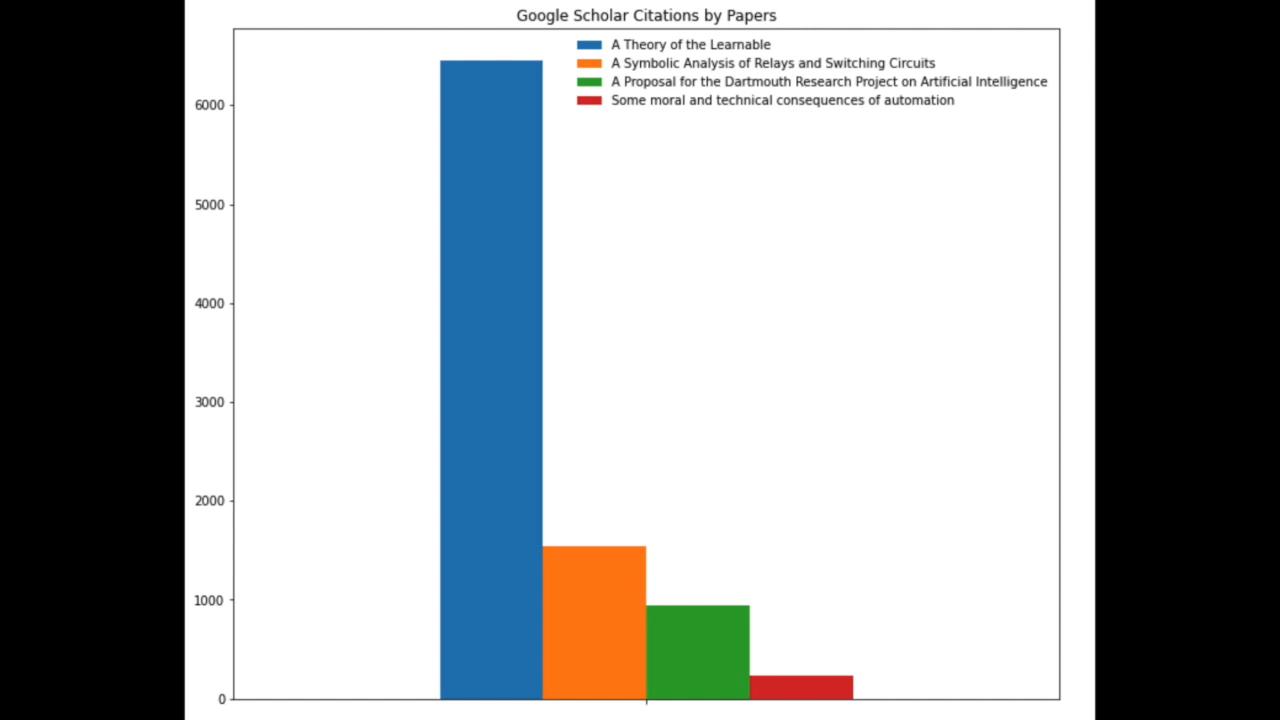 Google Scholar Citations by Papers
A Theory of the Learnable
A Symbolic Analysis of Relays and Switching Circuits
A Proposal for the Dartmouth Research Project on Artificial Intelligence
Some moral and technical consequences of automation
6000
5000
4000
3000
2000
1000
0